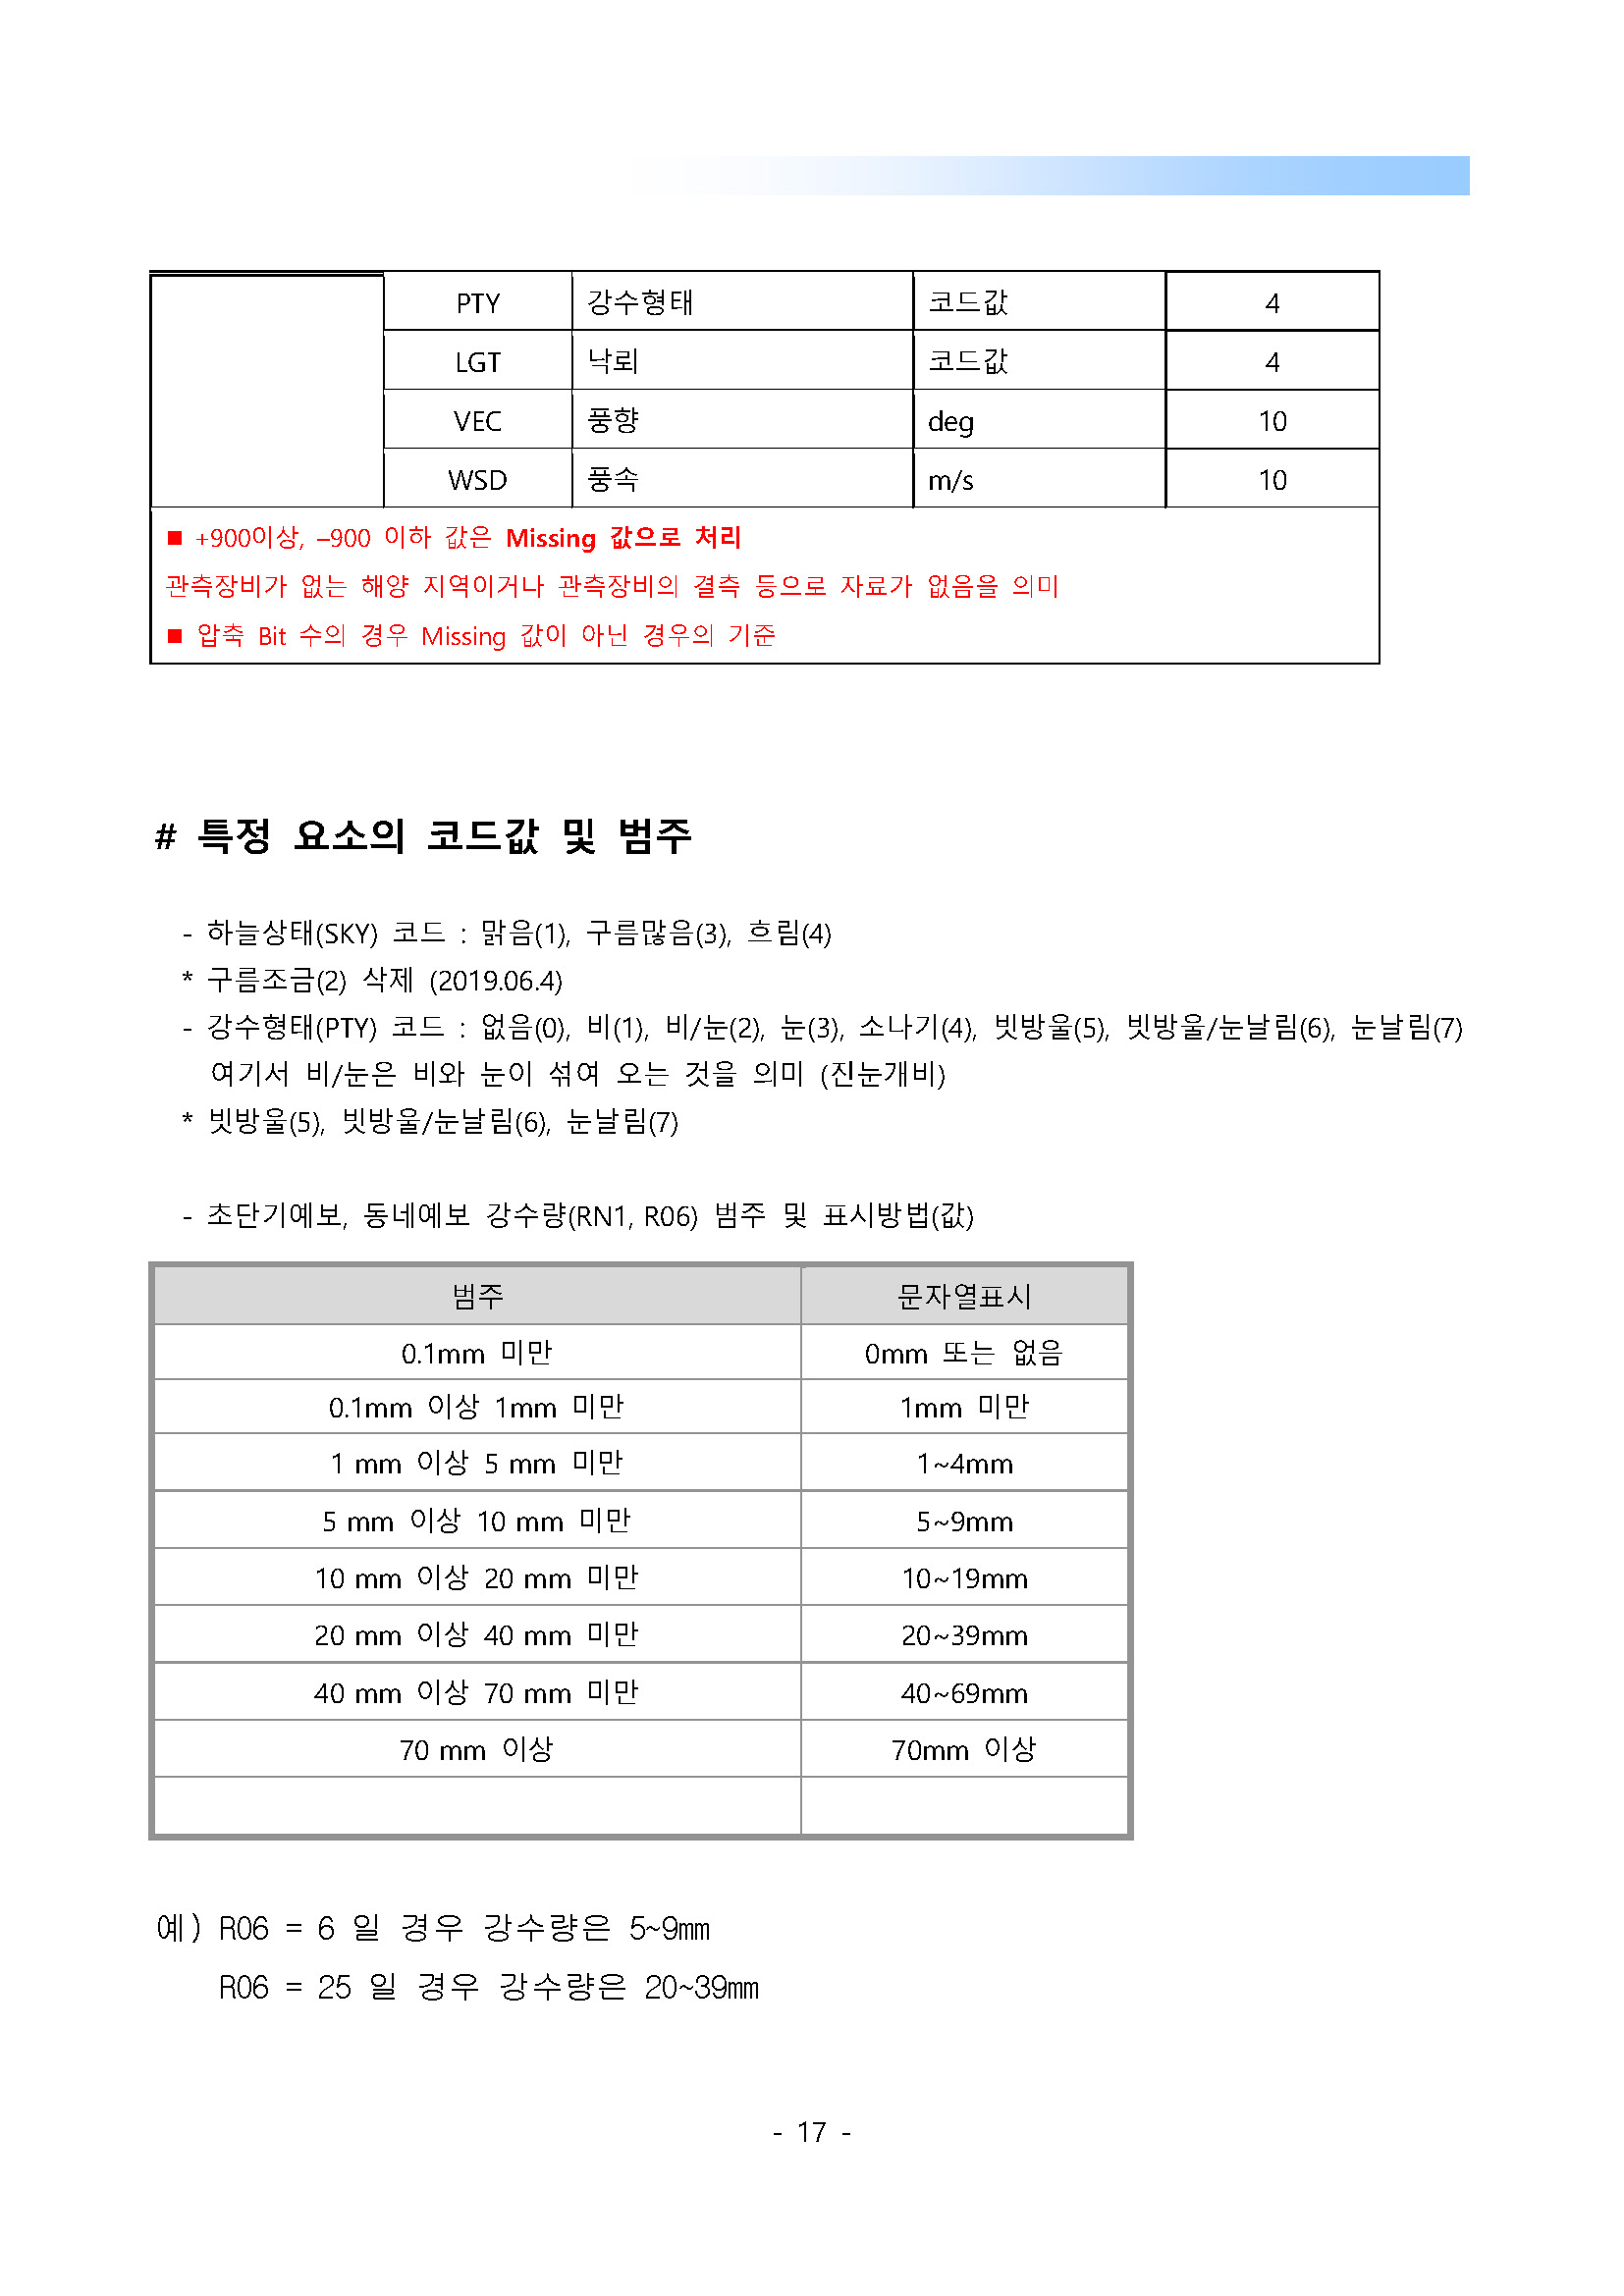 PTY 강수형태 코드값 4
LGT 낙뢰 코드값 4
VEC 풍향 deg 10
WSD 풍속 m/s 10
■ +900이상, –900 이하 값은 Missing 값으로 처리
관측장비가 없는 해양 지역이거나 관측장비의 결측 등으로 자료가 없음을 의미
■ 압축 Bit 수의 경우 Missing 값이 아닌 경우의 기준
# 특정 요소의 코드값 및 범주
- 하늘상태(SKY) 코드 : 맑음(1), 구름많음(3), 흐림(4)
* 구름조금(2) 삭제 (2019.06.4)
- 강수형태(PTY) 코드 : 없음(0), 비(1), 비/눈(2), 눈(3), 소나기(4), 빗방울(5), 빗방울/눈날림(6), 눈날림(7)
여기서 비/눈은 비와 눈이 섞여 오는 것을 의미 (진눈개비)
* 빗방울(5), 빗방울/눈날림(6), 눈날림(7)
- 초단기예보, 동네예보 강수량(RN1, R06) 범주 및 표시방법(값)
범주 문자열표시
0.1mm 미만 0mm 또는 없음
0.1mm 이상 1mm 미만 1mm 미만
1 mm 이상 5 mm 미만 1~4mm
5 mm 이상 10 mm 미만 5~9mm
10 mm 이상 20 mm 미만 10~19mm
20 mm 이상 40 mm 미만 20~39mm
40 mm 이상 70 mm 미만 40~69mm
70 mm 이상 70mm 이상
예) R06 = 6 일 경우 강수량은 5~9mm
R06 = 25 일 경우 강수량은 20~39mm
- 17 -